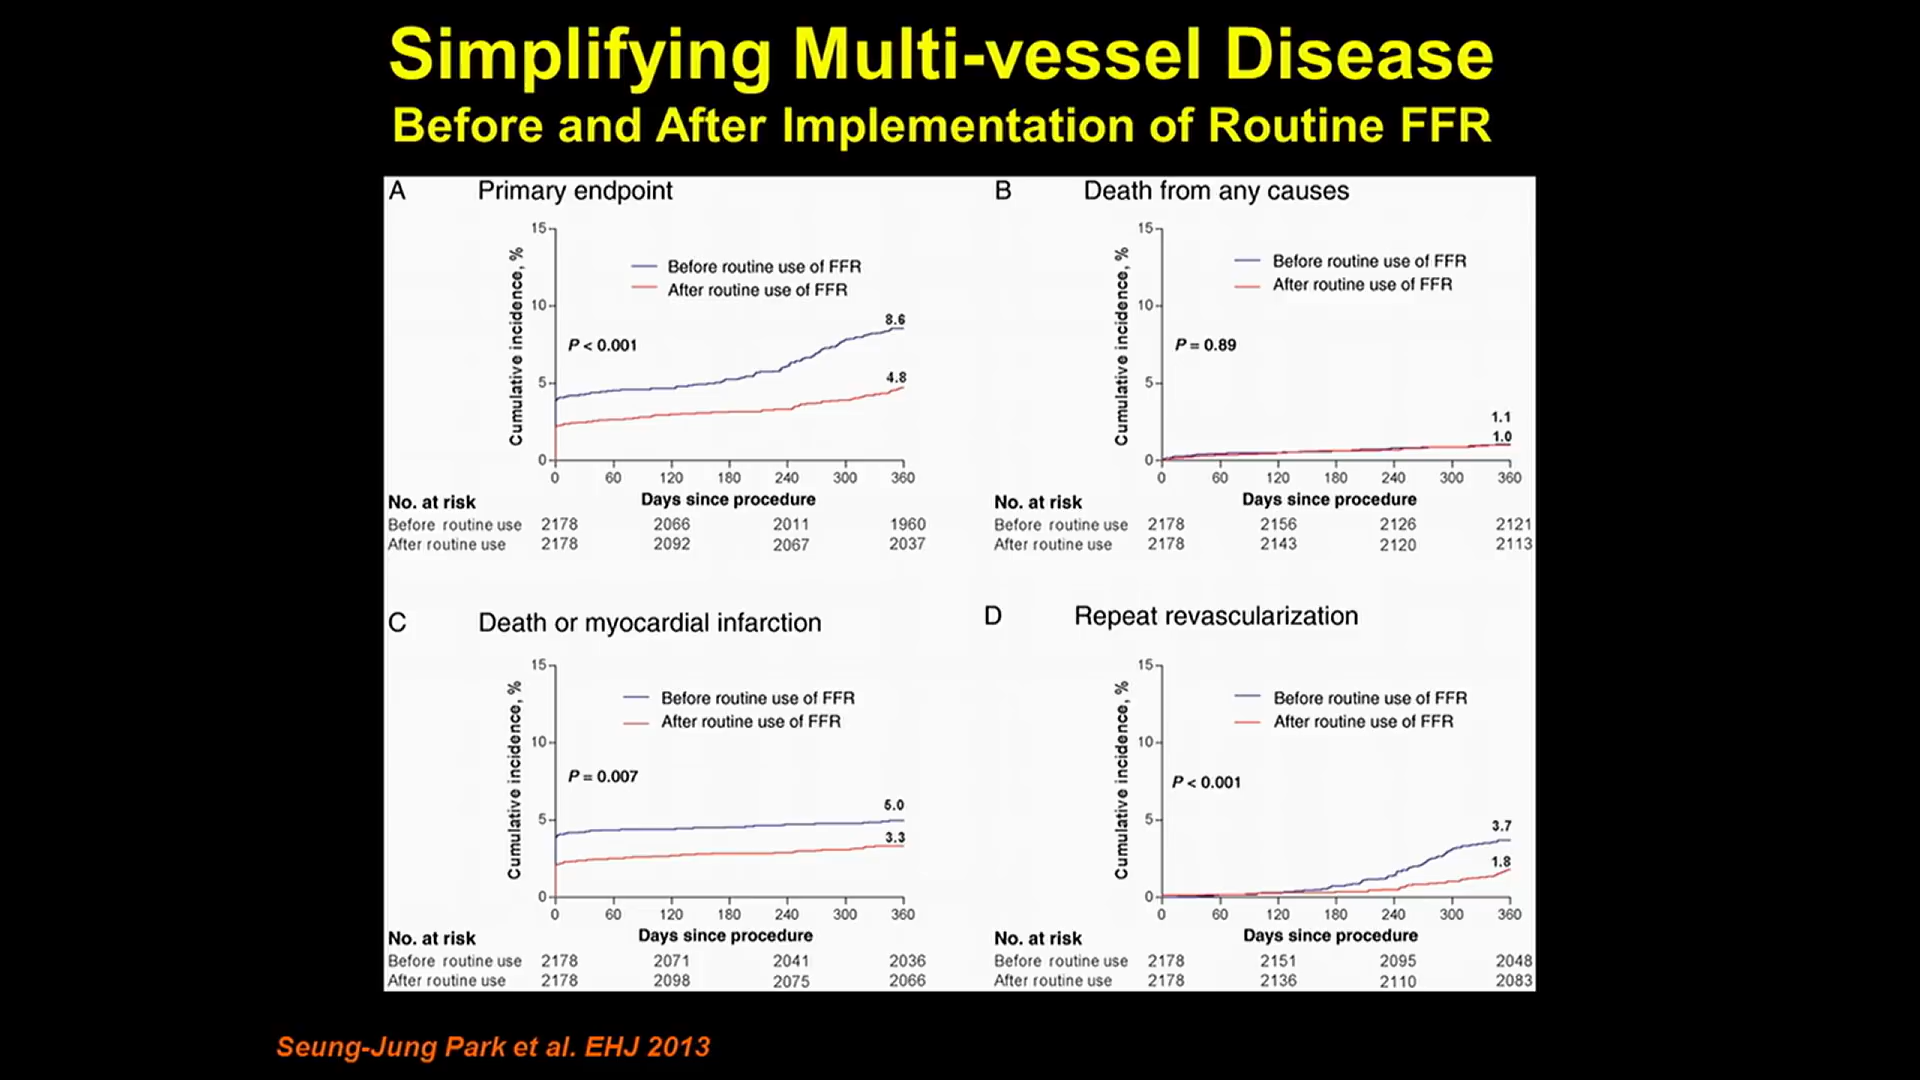 Simplifying Multi-vessel Disease
Before and After Implementation of Routine FFR
A Primary endpoint
15
10
5
0
Cumulative incidence, %
Before routine use of FFR
After routine use of FFR
P < 0.001
8.6
4.8
0 60 120 180 240 300 360
Days since procedure
No. at risk
Before routine use 2178 2066 2011 1960
After routine use 2178 2092 2067 2037
B Death from any causes
15
10
5
0
Cumulative incidence, %
Before routine use of FFR
After routine use of FFR
P = 0.89
1.1
1.0
0 60 120 180 240 300 360
Days since procedure
No. at risk
Before routine use 2178 2156 2126 2121
After routine use 2178 2143 2120 2113
C Death or myocardial infarction
15
10
5
0
Cumulative incidence, %
Before routine use of FFR
After routine use of FFR
P = 0.007
5.0
3.3
0 60 120 180 240 300 360
Days since procedure
No. at risk
Before routine use 2178 2071 2041 2036
After routine use 2178 2098 2075 2066
D Repeat revascularization
15
10
5
0
Cumulative incidence, %
Before routine use of FFR
After routine use of FFR
P < 0.001
3.7
1.8
0 60 120 180 240 300 360
Days since procedure
No. at risk
Before routine use 2178 2151 2095 2048
After routine use 2178 2136 2110 2083
Seung-Jung Park et al. EHJ 2013